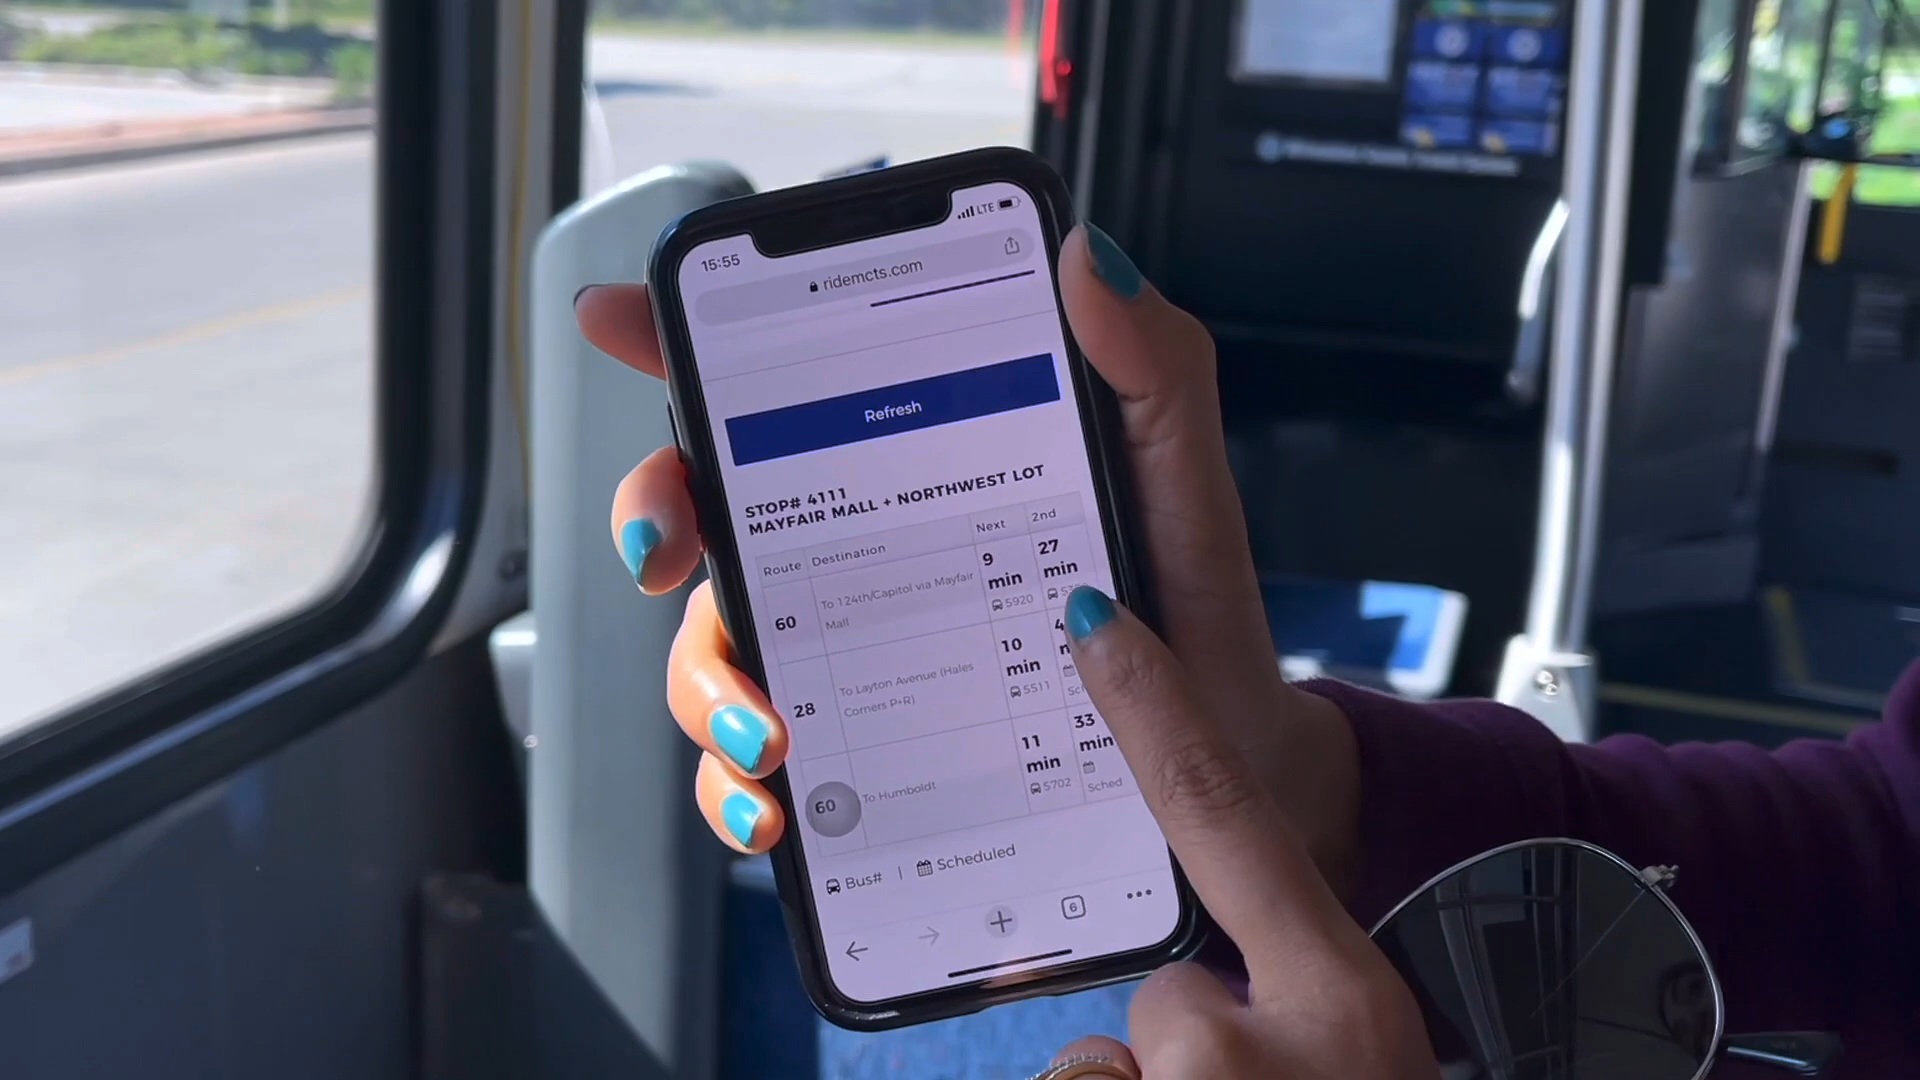 15:55
LTE
ridemcts.com
Refresh
STOP# 4111
MAYFAIR MALL + NORTHWEST LOT
Route Destination Next 2nd
60 To 124th/Capitol via Mayfair Mall 9 min 5920 27 min
28 To Layton Avenue (Hales Corners P+R) 10 min 5511
60 To Humboldt 11 min 5702 33 min Sched
Bus# | Scheduled
6